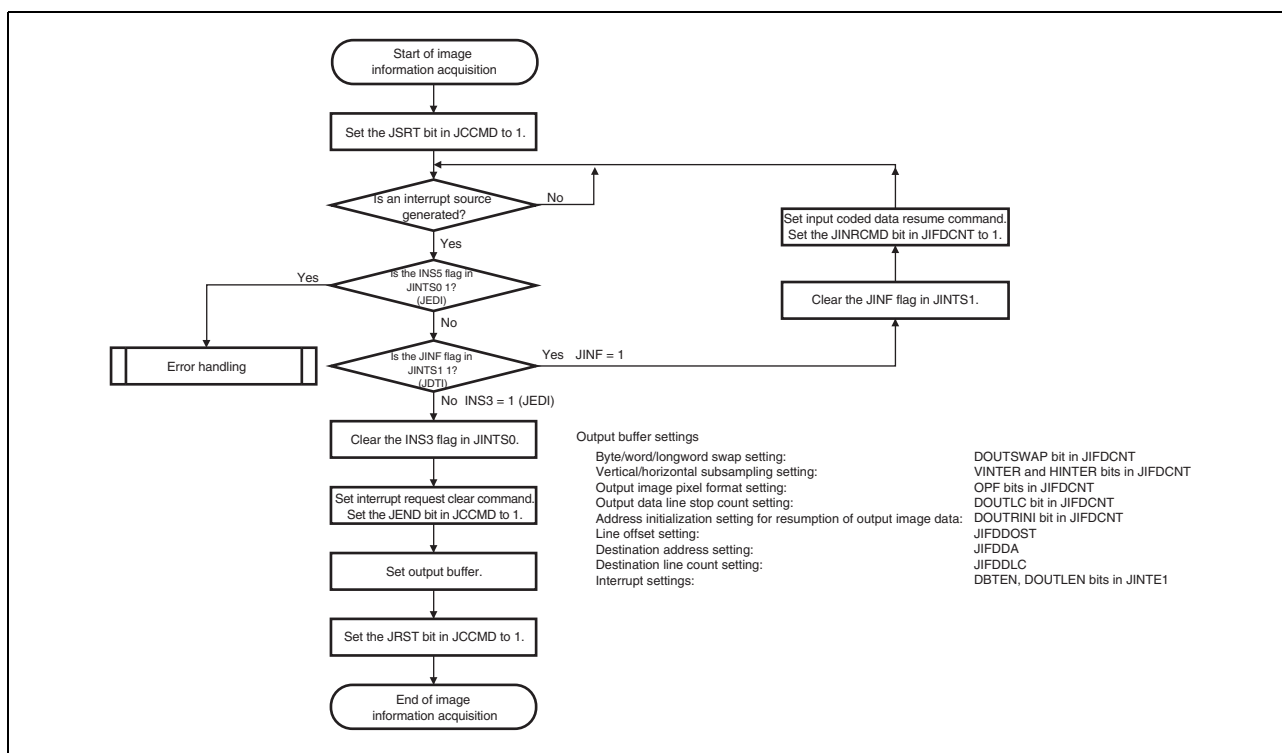 Start of image
information acquisition
Set the JSRT bit in JCCMD to 1.
Is an interrupt source
generated?
No
Yes
Is the INS5 flag in
JINTS0 1?
(JEDI)
Yes
No
Error handling
Is the JINF flag in
JINTS1 1?
(JDTI)
Yes JINF = 1
Set input coded data resume command.
Set the JINRCMD bit in JIFDCNT to 1.
Clear the JINF flag in JINTS1.
No INS3 = 1 (JEDI)
Clear the INS3 flag in JINTS0.
Set interrupt request clear command.
Set the JEND bit in JCCMD to 1.
Set output buffer.
Set the JRST bit in JCCMD to 1.
End of image
information acquisition
Output buffer settings
Byte/word/longword swap setting: DOUTSWAP bit in JIFDCNT
Vertical/horizontal subsampling setting: VINTER and HINTER bits in JIFDCNT
Output image pixel format setting: OPF bits in JIFDCNT
Output data line stop count setting: DOUTLC bit in JIFDCNT
Address initialization setting for resumption of output image data: DOUTRINI bit in JIFDCNT
Line offset setting: JIFDDOST
Destination address setting: JIFDDA
Destination line count setting: JIFDDLC
Interrupt settings: DBTEN, DOUTLEN bits in JINTE1